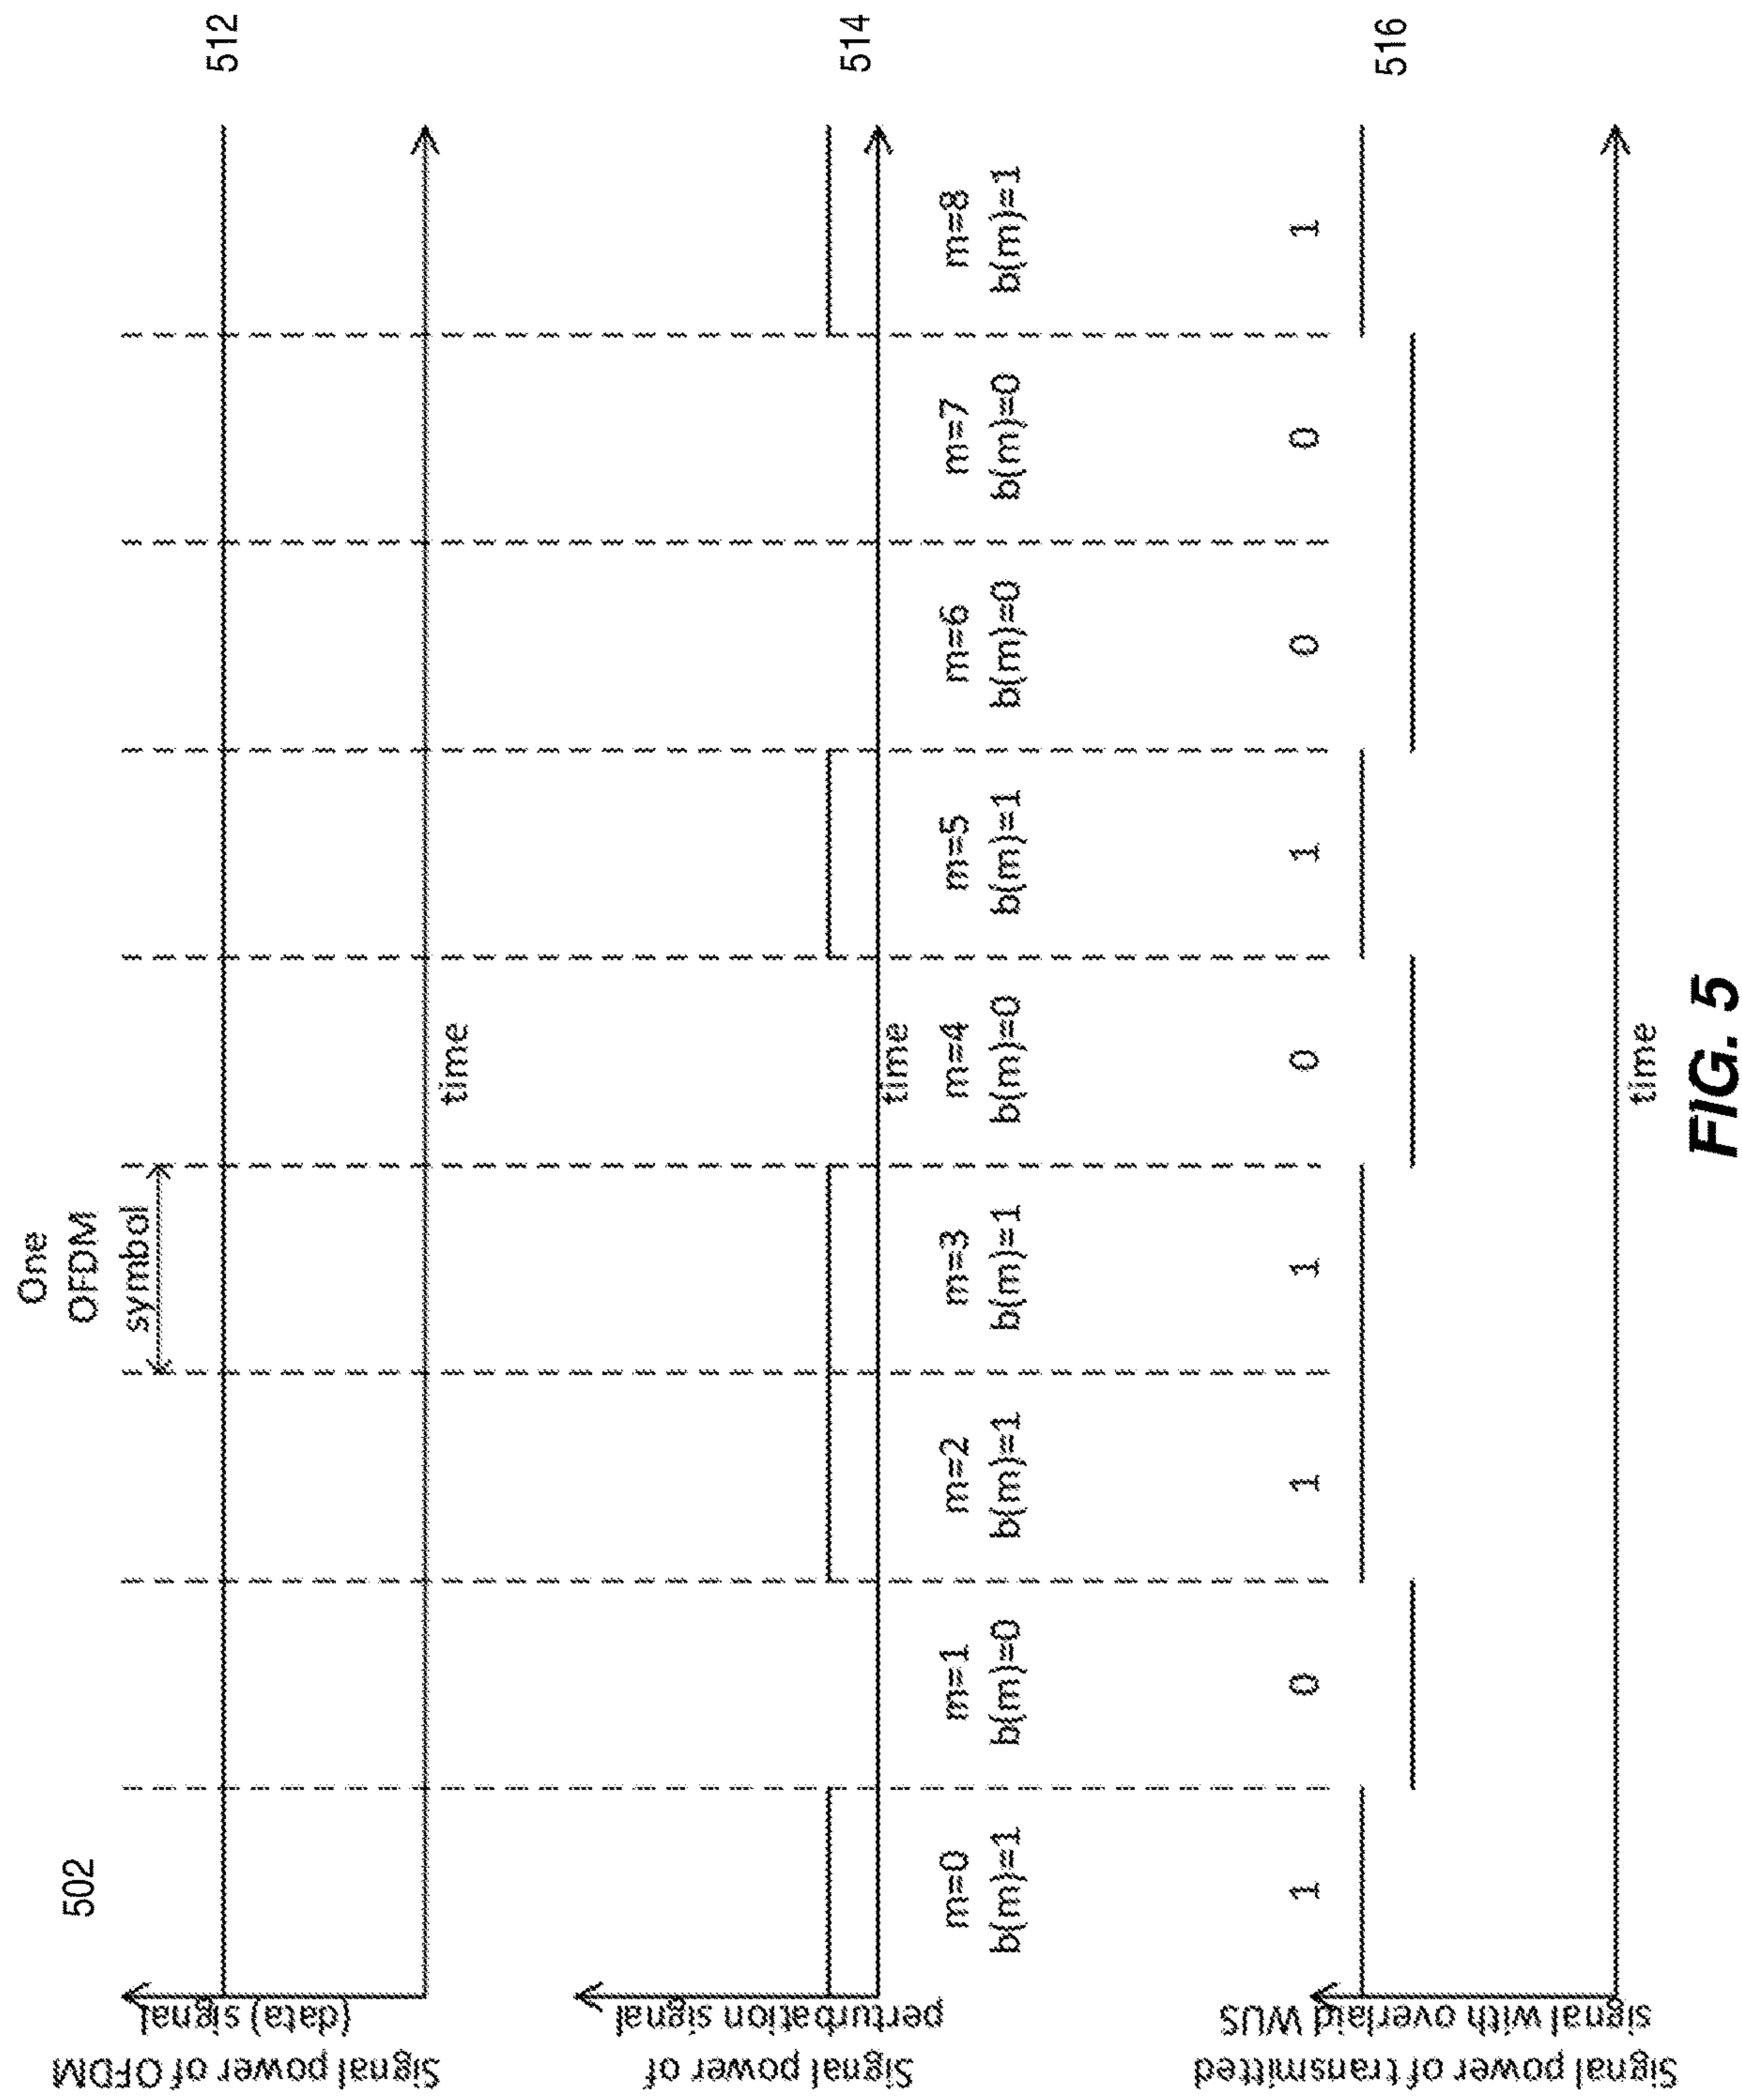 502
One
OFDM
symbol
Signal power of OFDM
(data) signal
512
time
Signal power of
perturbation signal
514
time
m=0 m=1 m=2 m=3 m=4 m=5 m=6 m=7 m=8
b(m)=1 b(m)=0 b(m)=1 b(m)=1 b(m)=0 b(m)=1 b(m)=0 b(m)=0 b(m)=1
1 0 1 1 0 1 0 0 1
Signal power of transmitted
signal with overlaid WUS
516
time
FIG. 5